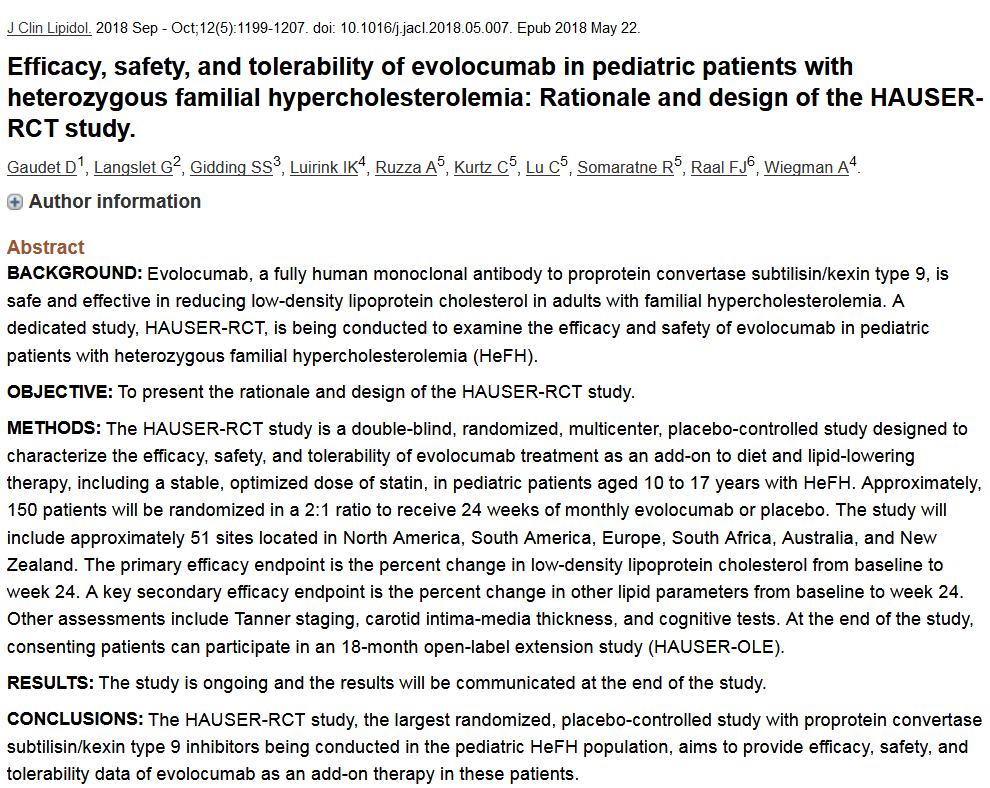 J Clin Lipidol. 2018 Sep - Oct;12(5):1199-1207. doi: 10.1016/j.jacl.2018.05.007. Epub 2018 May 22.
Efficacy, safety, and tolerability of evolocumab in pediatric patients with
heterozygous familial hypercholesterolemia: Rationale and design of the HAUSER-
RCT study.
Gaudet D1, Langslet G2, Gidding SS3, Luirink IK4, Ruzza A5, Kurtz C5, Lu C5, Somaratne R5, Raal FJ6, Wiegman A4.
Author information
Abstract
BACKGROUND: Evolocumab, a fully human monoclonal antibody to proprotein convertase subtilisin/kexin type 9, is
safe and effective in reducing low-density lipoprotein cholesterol in adults with familial hypercholesterolemia. A
dedicated study, HAUSER-RCT, is being conducted to examine the efficacy and safety of evolocumab in pediatric
patients with heterozygous familial hypercholesterolemia (HeFH).
OBJECTIVE: To present the rationale and design of the HAUSER-RCT study.
METHODS: The HAUSER-RCT study is a double-blind, randomized, multicenter, placebo-controlled study designed to
characterize the efficacy, safety, and tolerability of evolocumab treatment as an add-on to diet and lipid-lowering
therapy, including a stable, optimized dose of statin, in pediatric patients aged 10 to 17 years with HeFH. Approximately,
150 patients will be randomized in a 2:1 ratio to receive 24 weeks of monthly evolocumab or placebo. The study will
include approximately 51 sites located in North America, South America, Europe, South Africa, Australia, and New
Zealand. The primary efficacy endpoint is the percent change in low-density lipoprotein cholesterol from baseline to
week 24. A key secondary efficacy endpoint is the percent change in other lipid parameters from baseline to week 24.
Other assessments include Tanner staging, carotid intima-media thickness, and cognitive tests. At the end of the study,
consenting patients can participate in an 18-month open-label extension study (HAUSER-OLE).
RESULTS: The study is ongoing and the results will be communicated at the end of the study.
CONCLUSIONS: The HAUSER-RCT study, the largest randomized, placebo-controlled study with proprotein convertase
subtilisin/kexin type 9 inhibitors being conducted in the pediatric HeFH population, aims to provide efficacy, safety, and
tolerability data of evolocumab as an add-on therapy in these patients.